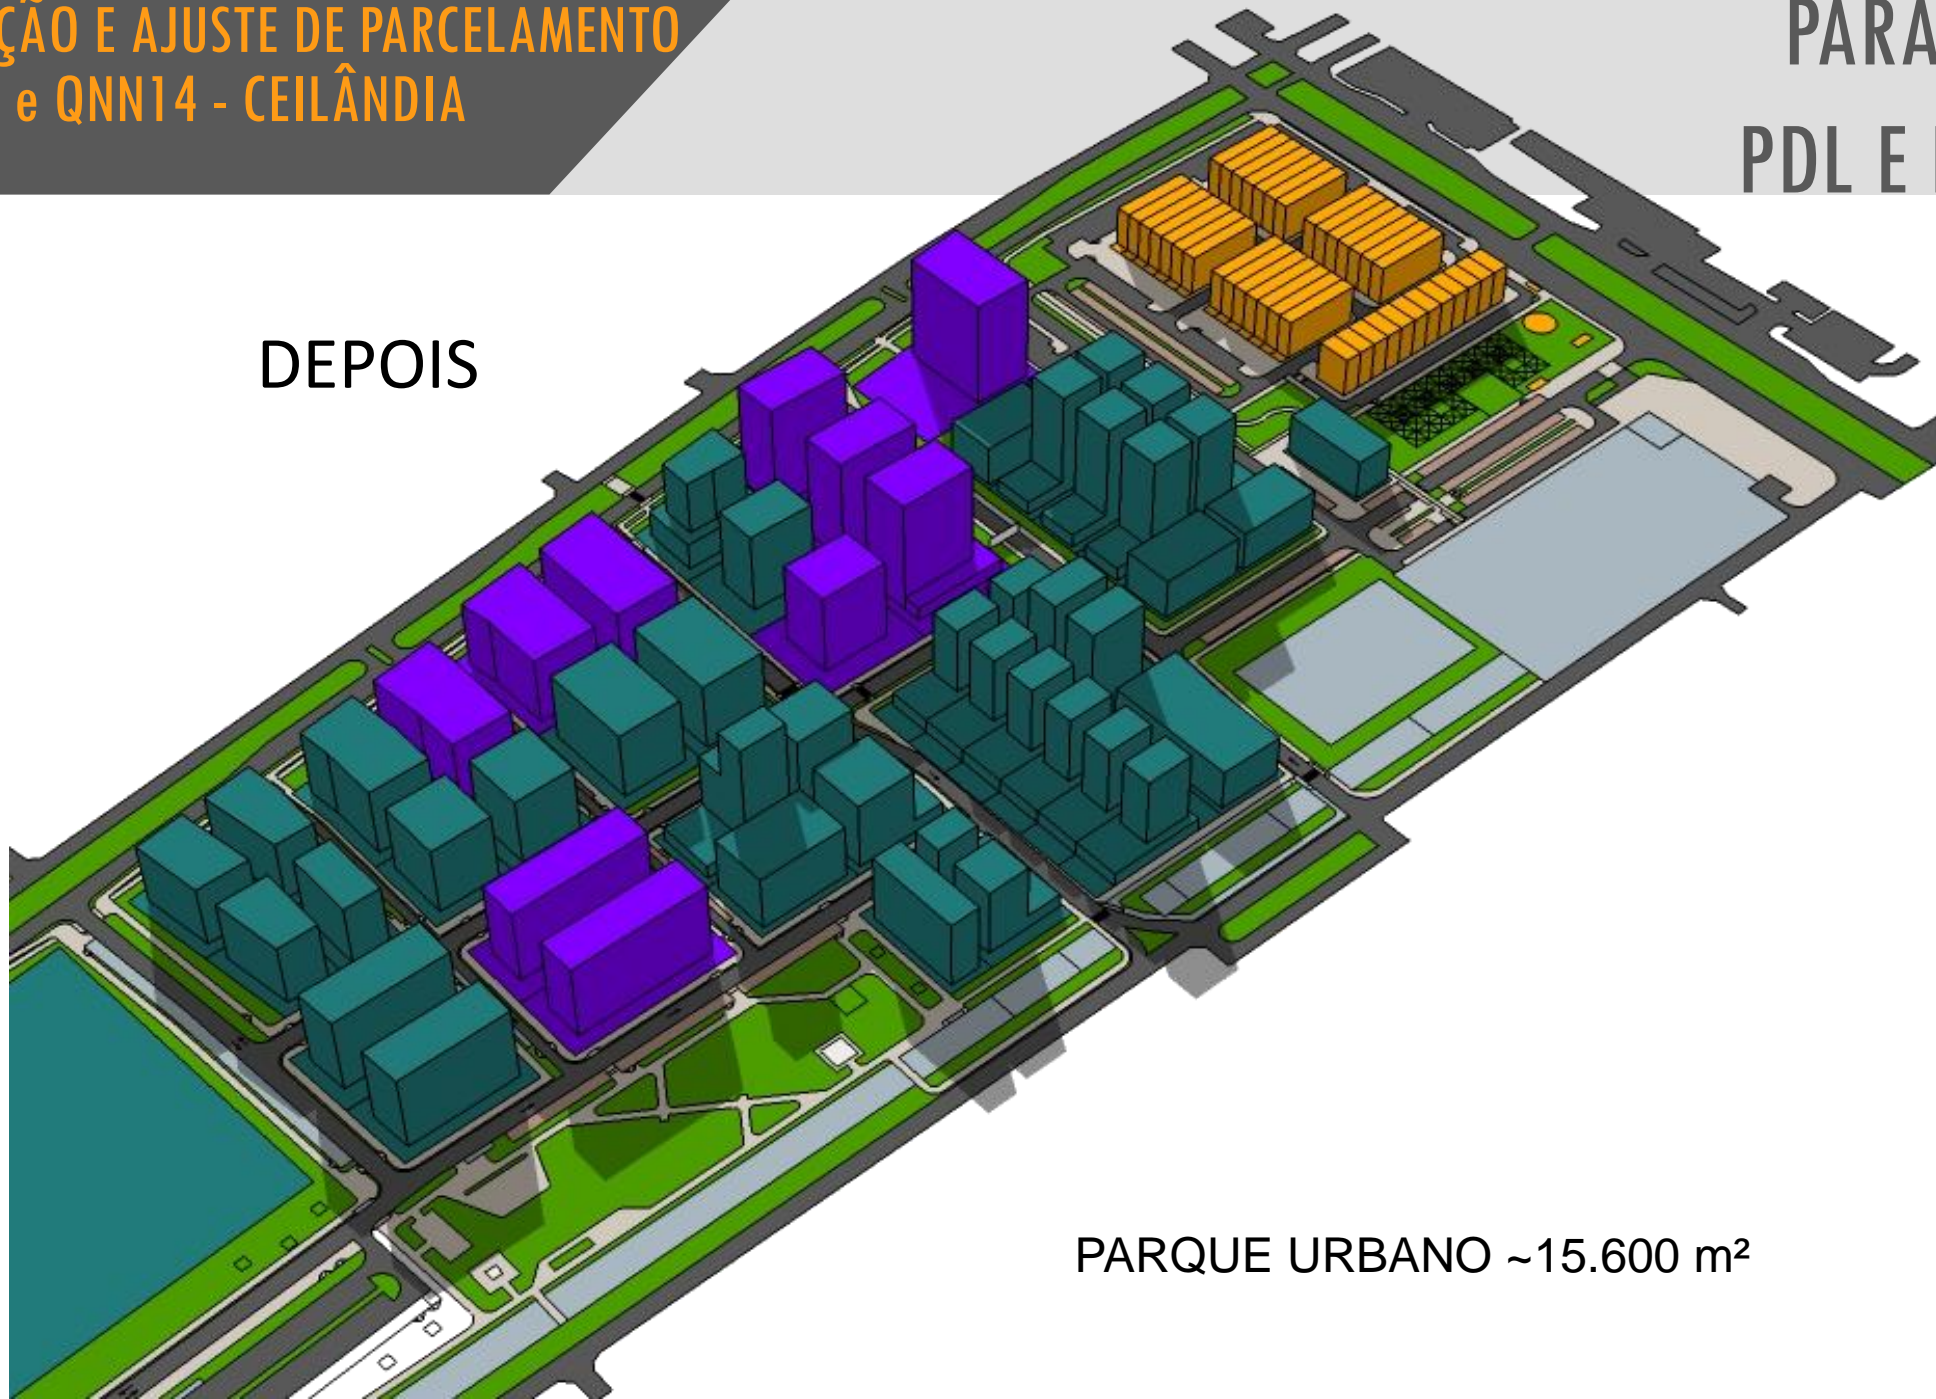 ÇÃO E AJUSTE DE PARCELAMENTO
e QNN14 - CEILÂNDIA
PARA
PDL E
DEPOIS
PARQUE URBANO ~15.600 m²